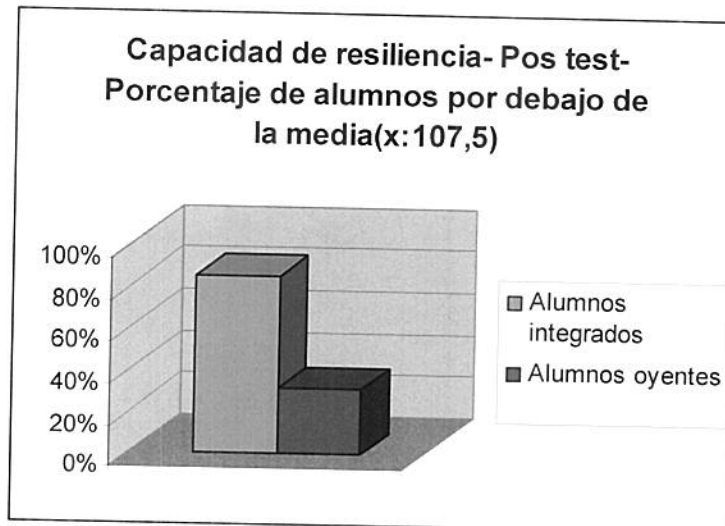 Capacidad de resiliencia- Pos test-
Porcentaje de alumnos por debajo de
la media(x:107,5)
100%
80%
60%
40%
20%
0%
Alumnos
integrados
Alumnos oyentes